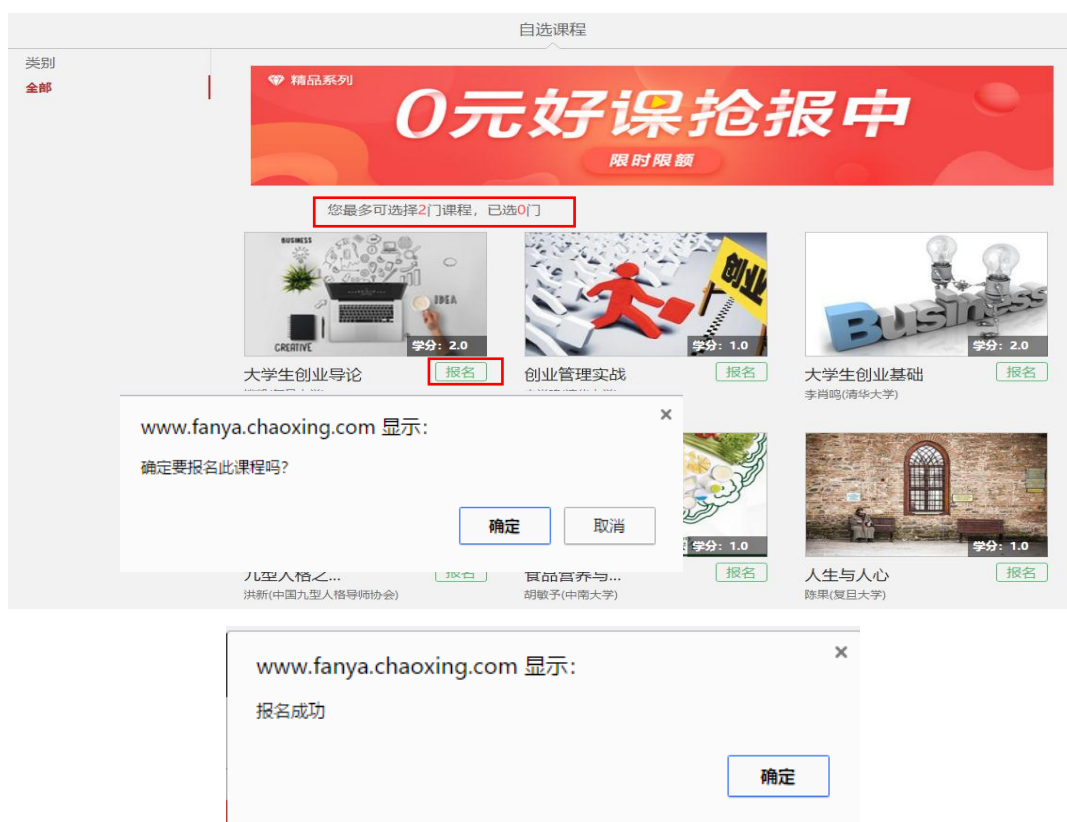 自选课程
类别
全部
精品系列
0元好课抢报中
限时限额
您最多可选择2门课程，已选0门
BUSINESS
IDEA
CREATIVE
学分：2.0
创业
学分：1.0
Business
学分：2.0
大学生创业导论
报名
创业管理实战
报名
大学生创业基础
报名
李肖鸣(清华大学)
www.fanya.chaoxing.com 显示：
×
确定要报名此课程吗？
确定
取消
学分：1.0
学分：1.0
九型人格之...
报名
食品营养与...
报名
人生与人心
报名
洪新(中国九型人格导师协会)
胡敏予(中南大学)
陈果(复旦大学)
www.fanya.chaoxing.com 显示：
×
报名成功
确定